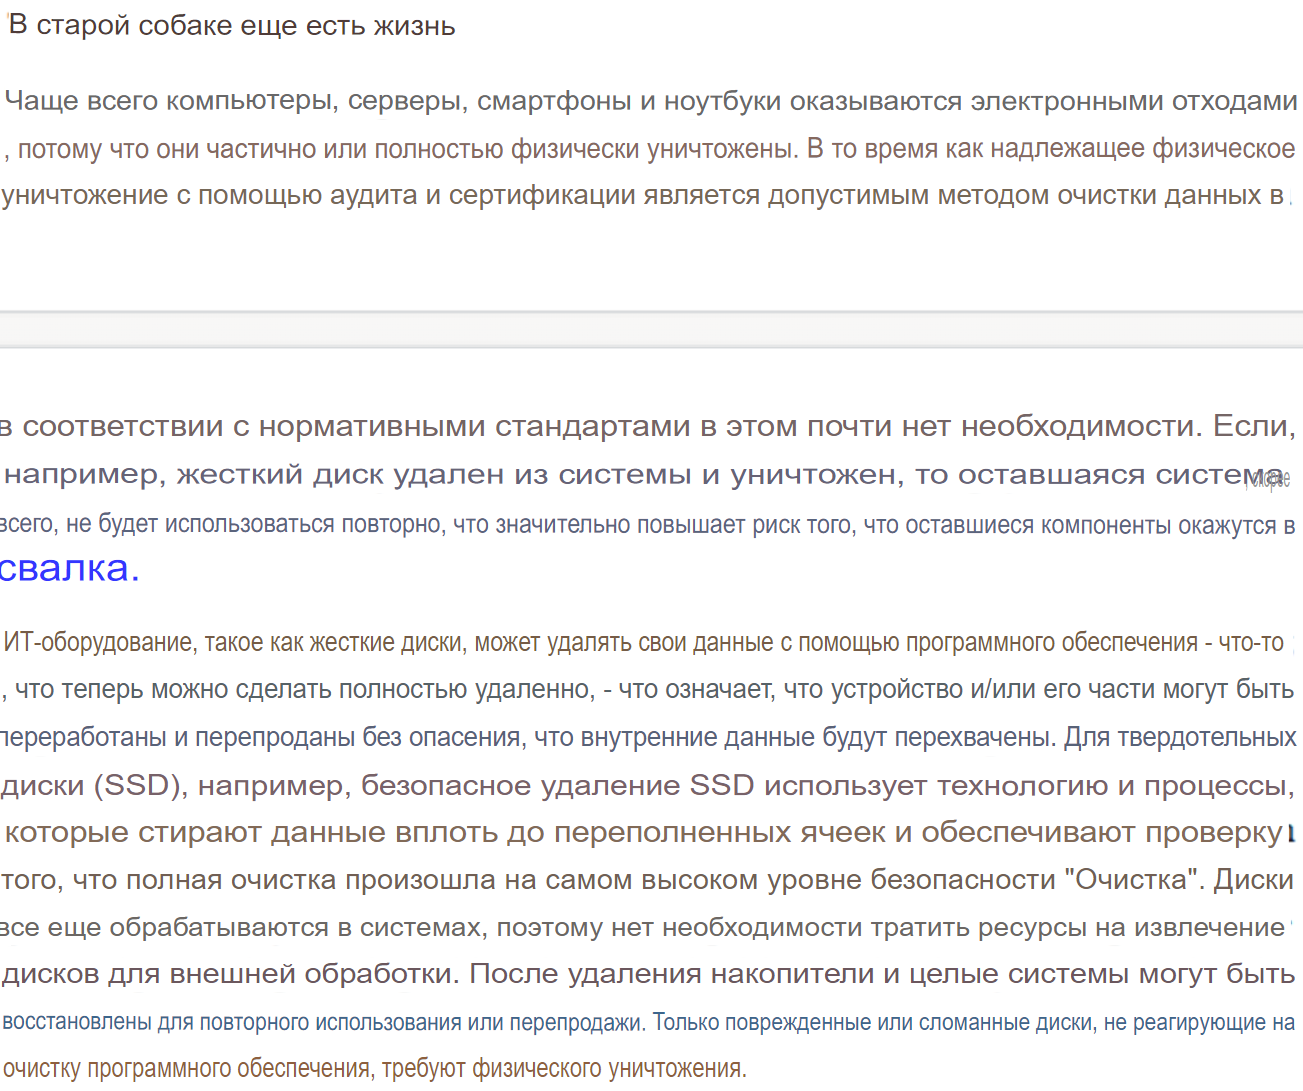 В старой собаке еще есть жизнь
Чаще всего компьютеры, серверы, смартфоны и ноутбуки оказываются электронными отходами
, потому что они частично или полностью физически уничтожены. В то время как надлежащее физическое
уничтожение с помощью аудита и сертификации является допустимым методом очистки данных в
в соответствии с нормативными стандартами в этом почти нет необходимости. Если,
например, жесткий диск удален из системы и уничтожен, то оставшаяся система
, скорее
всего, не будет использоваться повторно, что значительно повышает риск того, что оставшиеся компоненты окажутся в
свалка.
ИТ-оборудование, такое как жесткие диски, может удалять свои данные с помощью программного обеспечения - что-то
, что теперь можно сделать полностью удаленно, - что означает, что устройство и/или его части могут быть
переработаны и перепроданы без опасения, что внутренние данные будут перехвачены. Для твердотельных
диски (SSD), например, безопасное удаление SSD использует технологию и процессы,
которые стирают данные вплоть до переполненных ячеек и обеспечивают проверку
того, что полная очистка произошла на самом высоком уровне безопасности "Очистка". Диски
все еще обрабатываются в системах, поэтому нет необходимости тратить ресурсы на извлечение
дисков для внешней обработки. После удаления накопители и целые системы могут быть
восстановлены для повторного использования или перепродажи. Только поврежденные или сломанные диски, не реагирующие на
очистку программного обеспечения, требуют физического уничтожения.